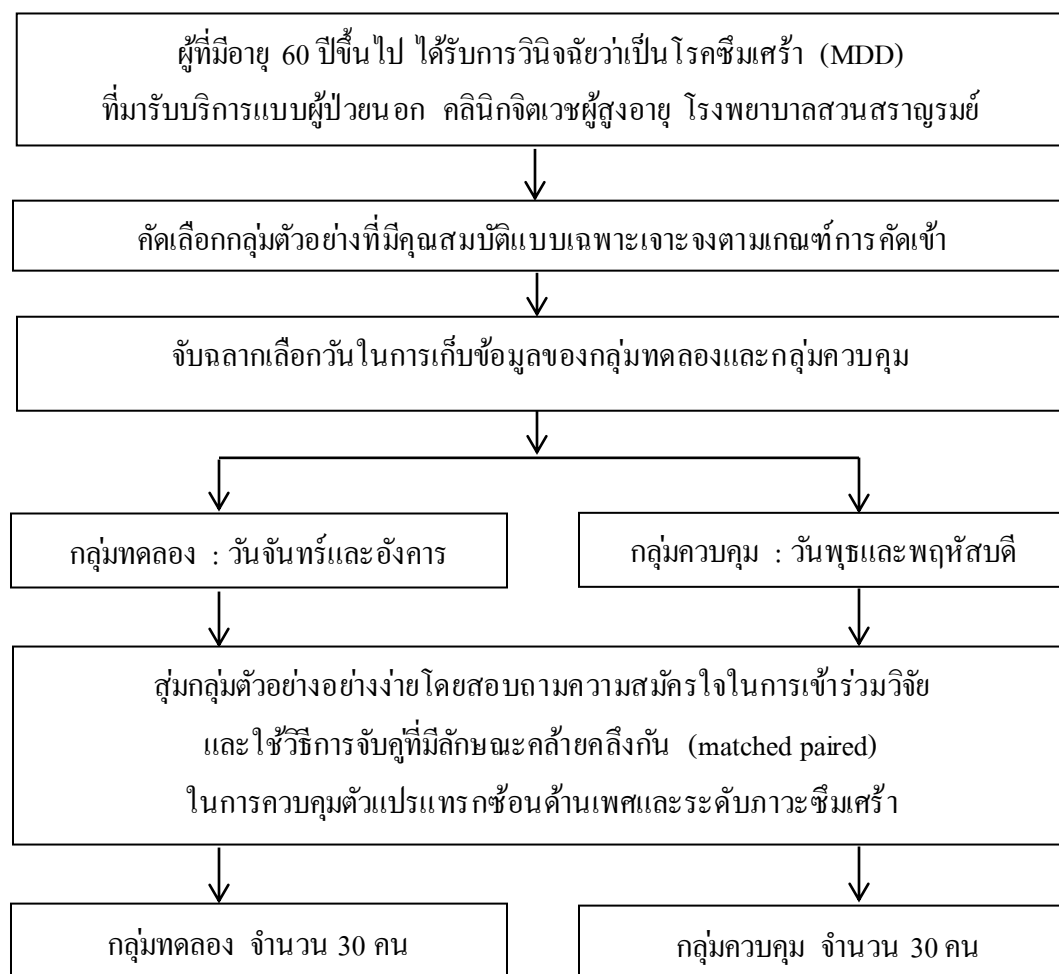 ผู้ที่มีอายุ 60 ปีขึ้นไป ได้รับการวินิจฉัยว่าเป็นโรคซึมเศร้า (MDD)
ที่มารับบริการแบบผู้ป่วยนอก คลินิกจิตเวชผู้สูงอายุ โรงพยาบาลสวนสราญรมย์
คัดเลือกกลุ่มตัวอย่างที่มีคุณสมบัติแบบเฉพาะเจาะจงตามเกณฑ์การคัดเข้า
จับฉลากเลือกวันในการเก็บข้อมูลของกลุ่มทดลองและกลุ่มควบคุม
กลุ่มทดลอง : วันจันทร์และอังคาร
กลุ่มควบคุม : วันพุธและพฤหัสบดี
สุ่มกลุ่มตัวอย่างอย่างง่ายโดยสอบถามความสมัครใจในการเข้าร่วมวิจัย
และใช้วิธีการจับคู่ที่มีลักษณะคล้ายคลึงกัน (matched paired)
ในการควบคุมตัวแปรแทรกซ้อนด้านเพศและระดับภาวะซึมเศร้า
กลุ่มทดลอง จำนวน 30 คน
กลุ่มควบคุม จำนวน 30 คน